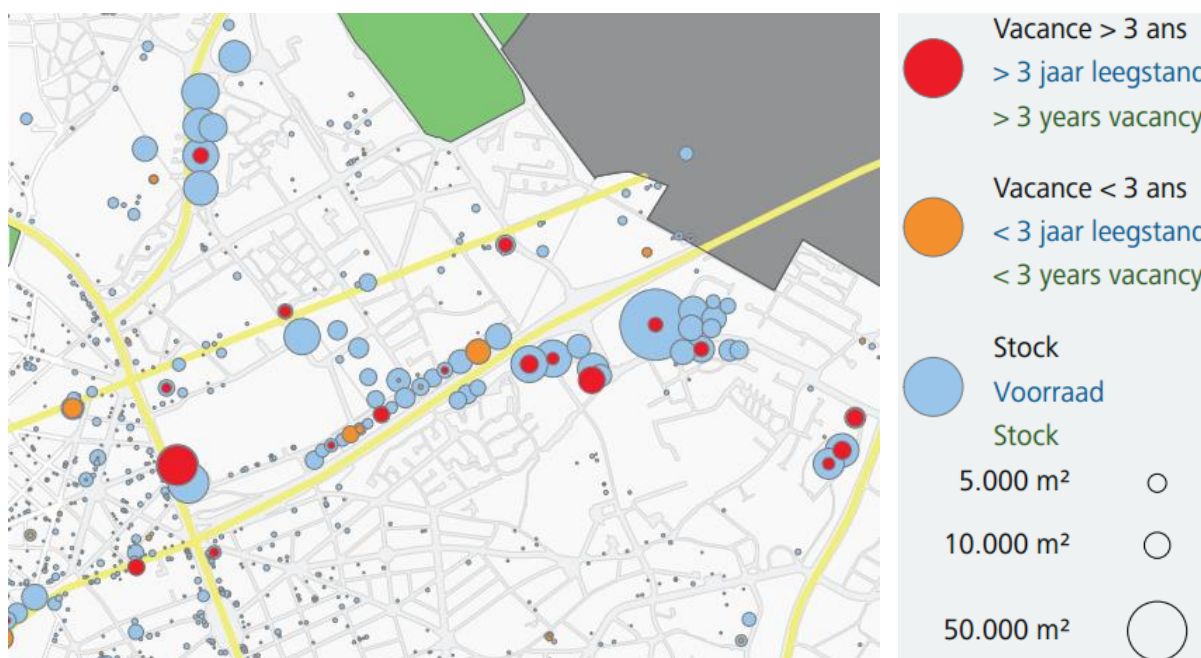 Vacance > 3 ans
> 3 jaar leegstand
> 3 years vacancy
Vacance < 3 ans
< 3 jaar leegstand
< 3 years vacancy
Stock
Voorraad
Stock
5.000 m²
10.000 m²
50.000 m²